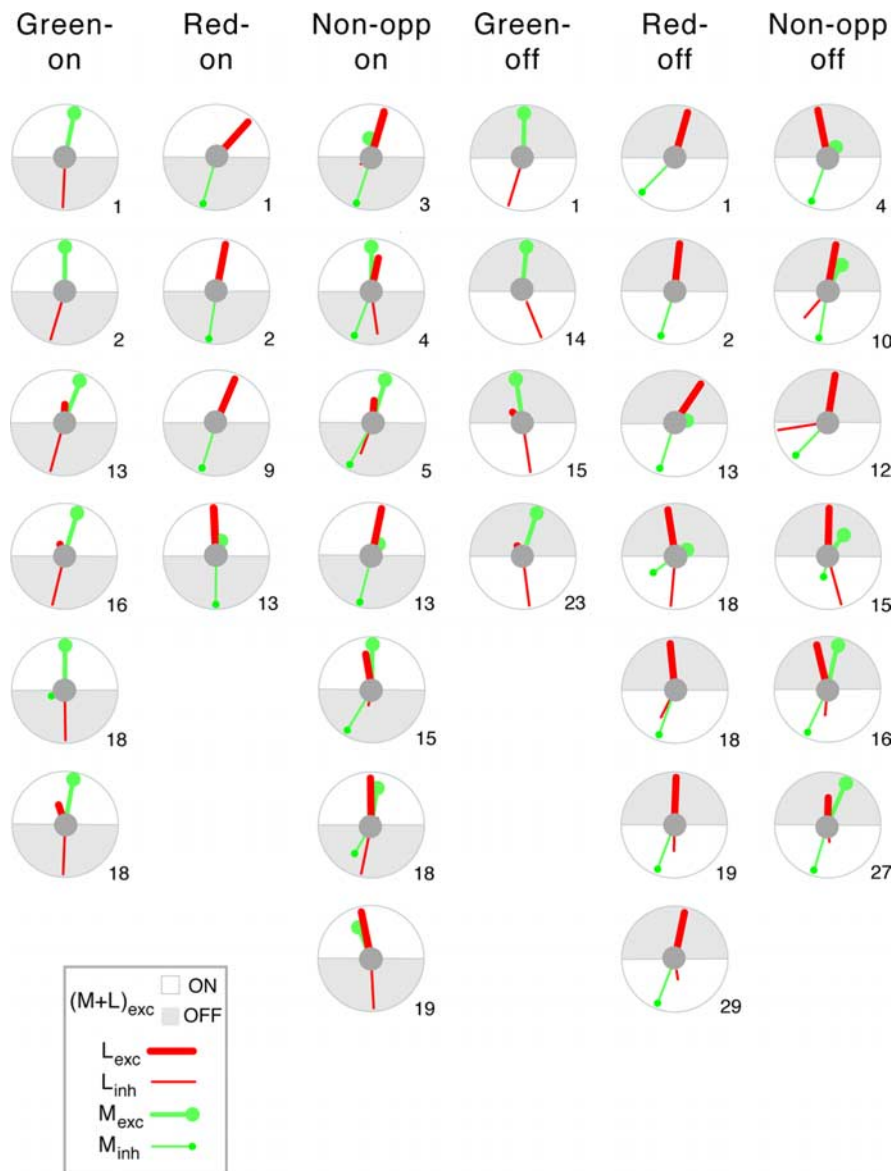 Green- Red- Non-opp Green- Red- Non-opp
on on on off off off
1 1 3 1 1 4
2 2 4 14 2 10
13 9 5 15 13 12
16 13 13 23 18 15
18 15 18 16
18 18 19 27
19 29
ON
(M+L)exc
OFF
Lexc
Linh
Mexc
Minh